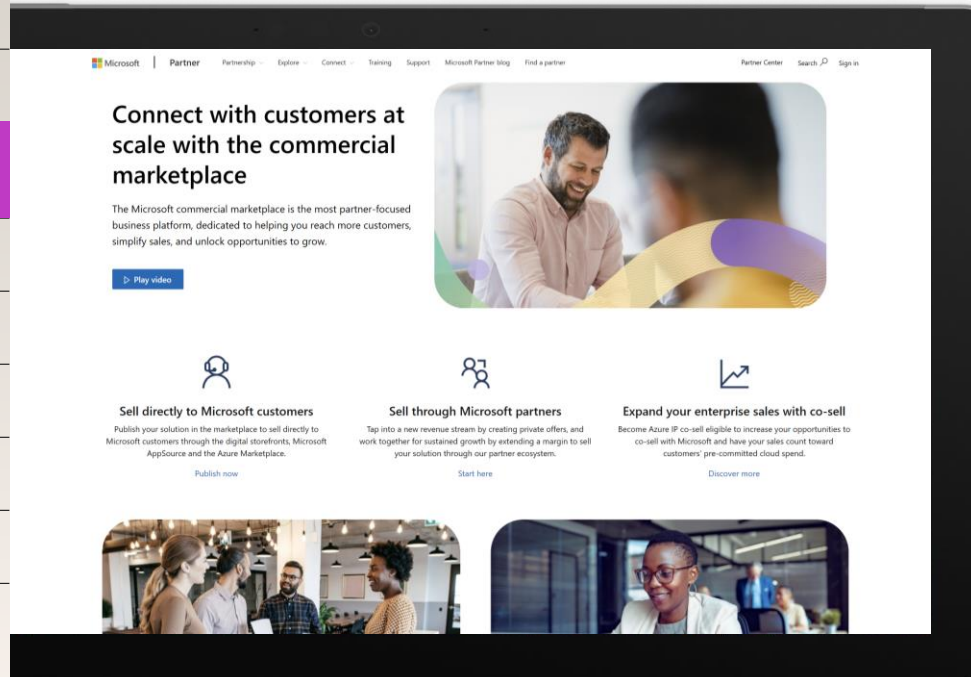 Microsoft Partner Partnership Explore Connect Training Support Microsoft Partner blog Find a partner Partner Center Search Sign in
Connect with customers at
scale with the commercial
marketplace
The Microsoft commercial marketplace is the most partner-focused
business platform, dedicated to helping you reach more customers,
simplify sales, and unlock opportunities to grow.
Play video
Sell directly to Microsoft customers
Publish your solution in the marketplace to sell directly to
Microsoft customers through the digital storefronts, Microsoft
AppSource and the Azure Marketplace.
Publish now
Sell through Microsoft partners
Tap into a new revenue stream by creating private offers, and
work together for sustained growth by extending a margin to sell
your solution through our partner ecosystem.
Start here
Expand your enterprise sales with co-sell
Become Azure IP co-sell eligible to increase your opportunities to
co-sell with Microsoft and have your sales count toward
customers' pre-committed cloud spend.
Discover more